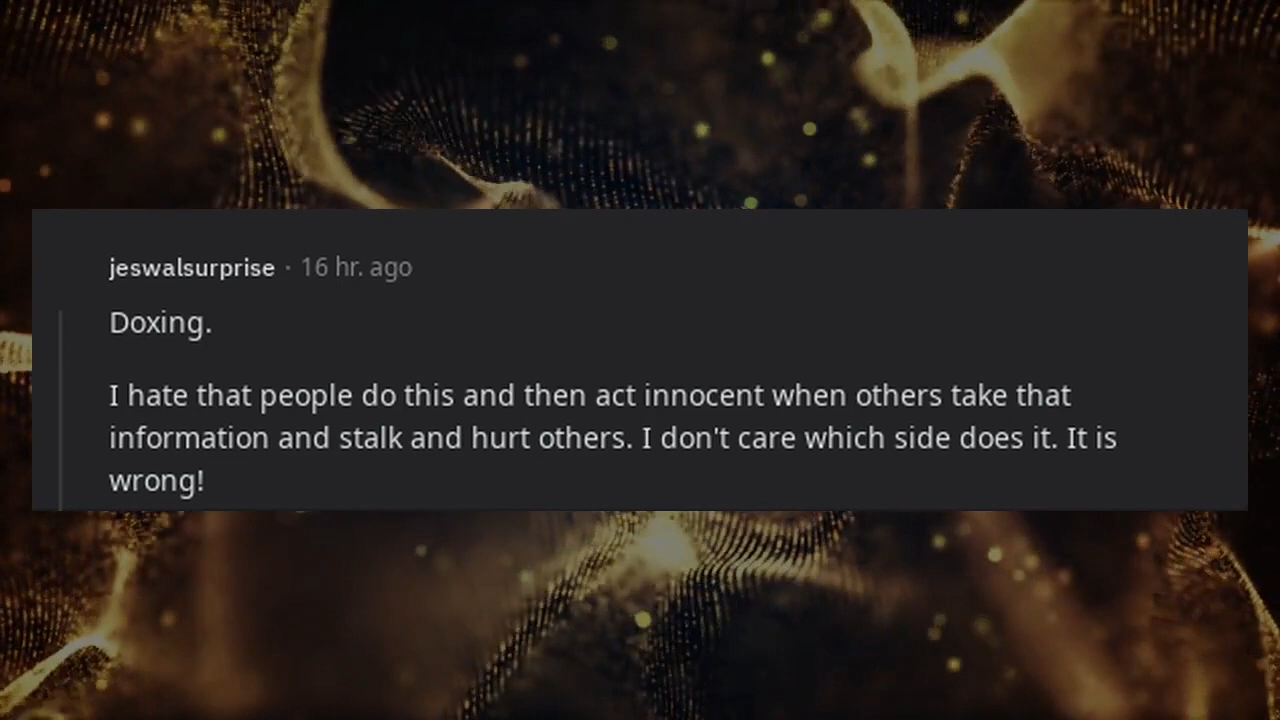 jeswalsurprise · 16 hr. ago
Doxing.
I hate that people do this and then act innocent when others take that
information and stalk and hurt others. I don't care which side does it. It is
wrong!